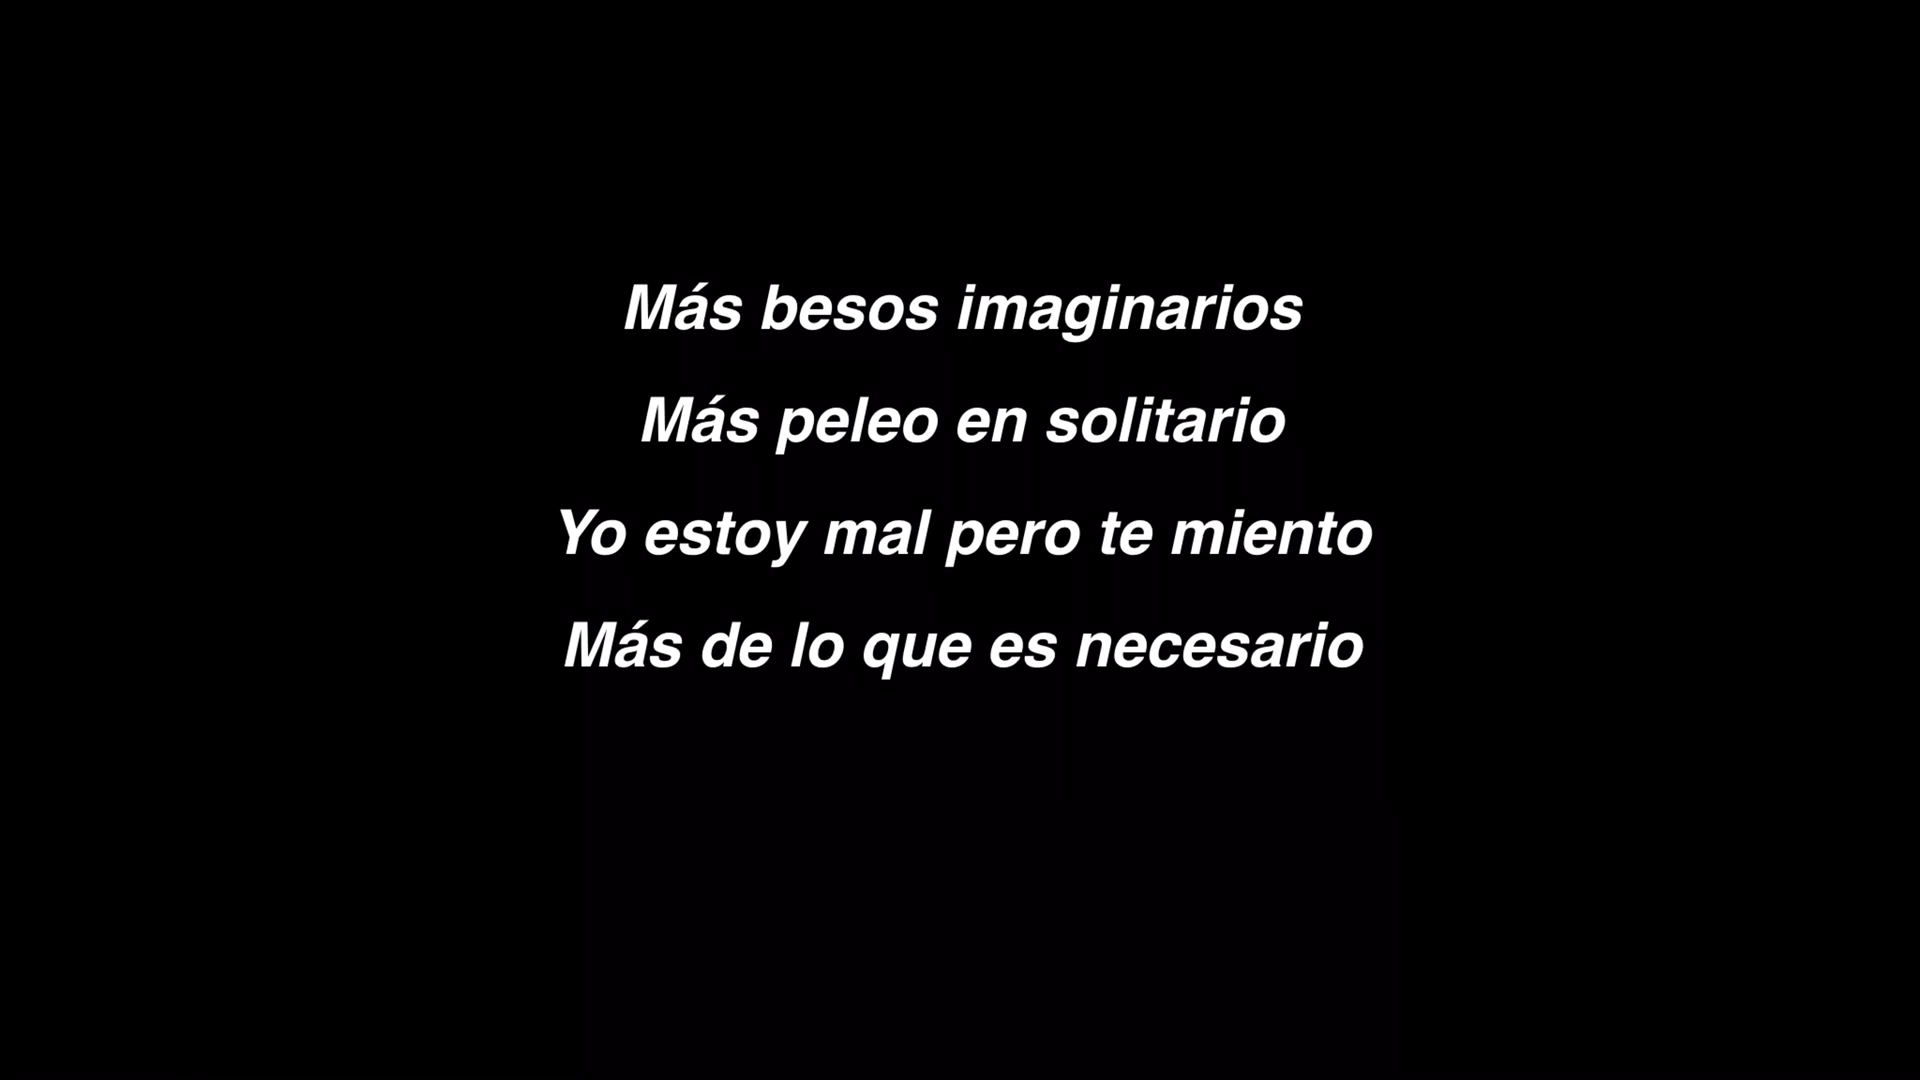 Más besos imaginarios
Más peleo en solitario
Yo estoy mal pero te miento
Más de lo que es necesario